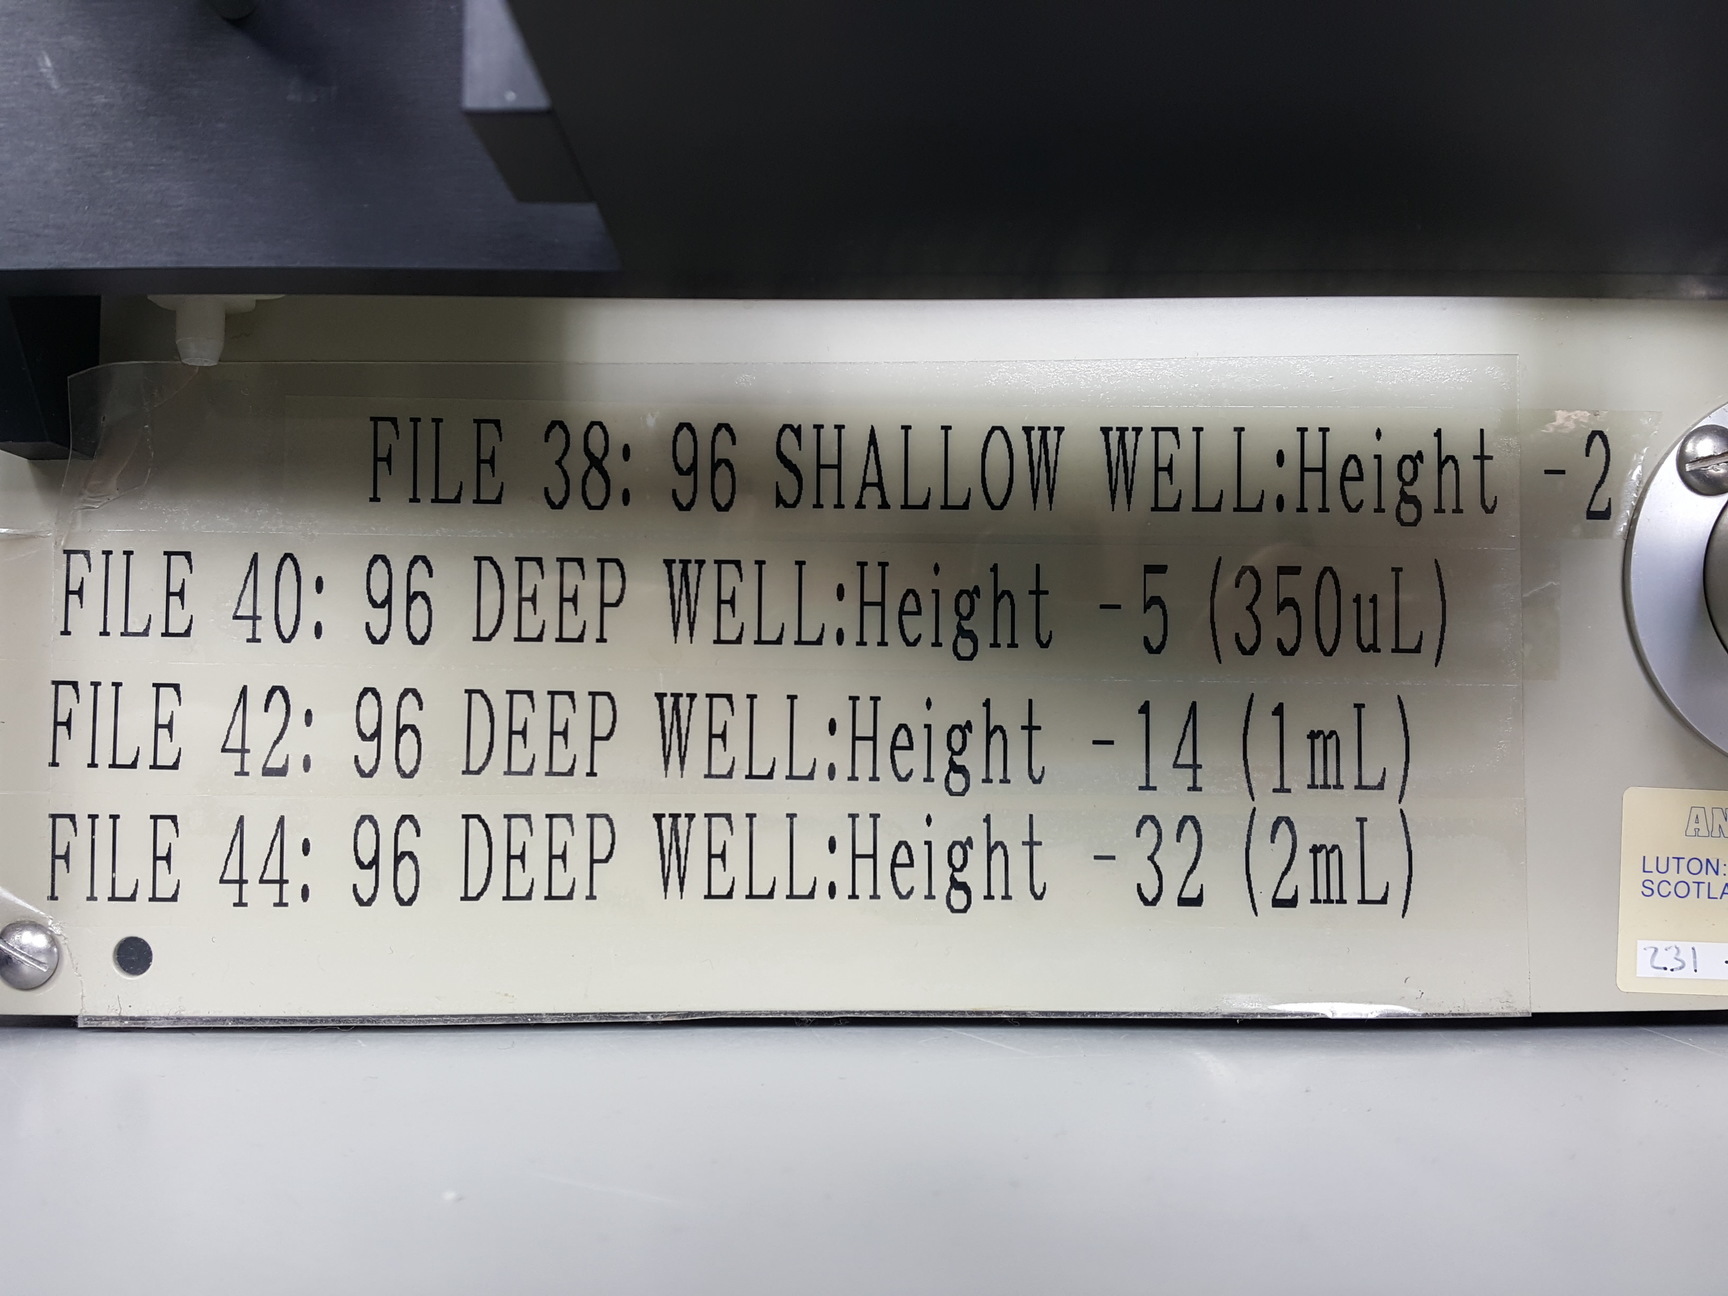 FILE 38: 96 SHALLOW WELL:Height -2
FILE 40: 96 DEEP WELL:Height -5 (350uL)
FILE 42: 96 DEEP WELL:Height -14 (1mL)
FILE 44: 96 DEEP WELL:Height -32 (2mL)
LUTON:
231